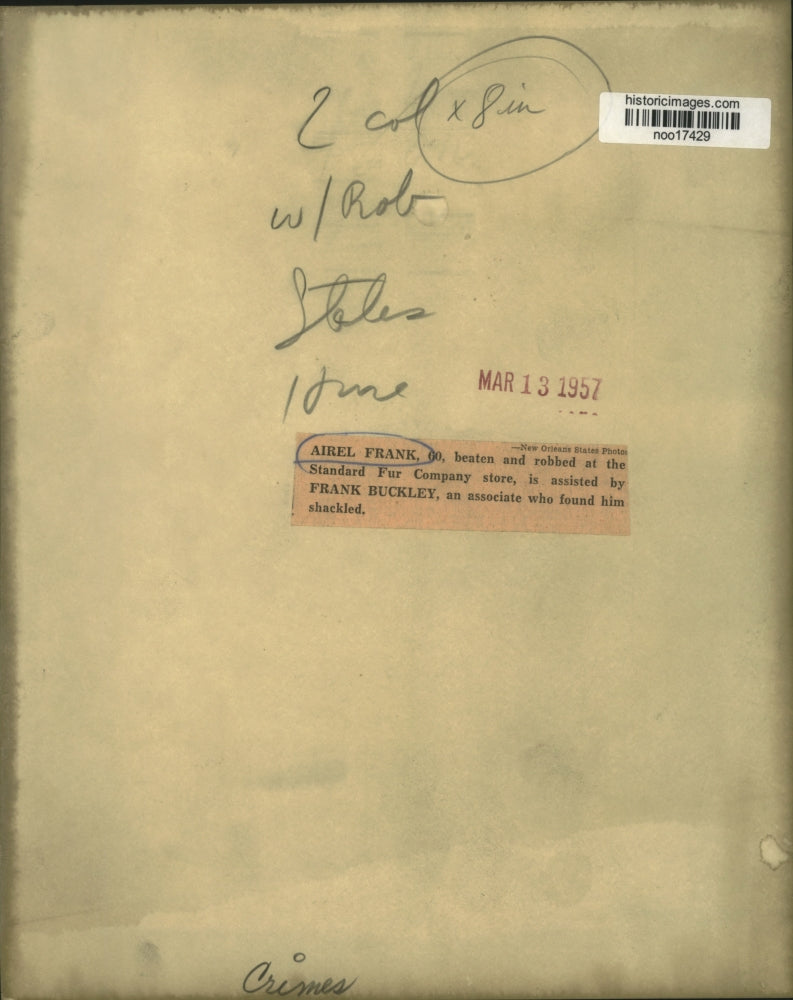 2 col x 8 in
historicimages.com
noo17429
w/ Rob
States
MAR 13 1957
—New Orleans States Photos
AIREL FRANK, 60, beaten and robbed at the
Standard Fur Company store, is assisted by
FRANK BUCKLEY, an associate who found him
shackled.
Crimes